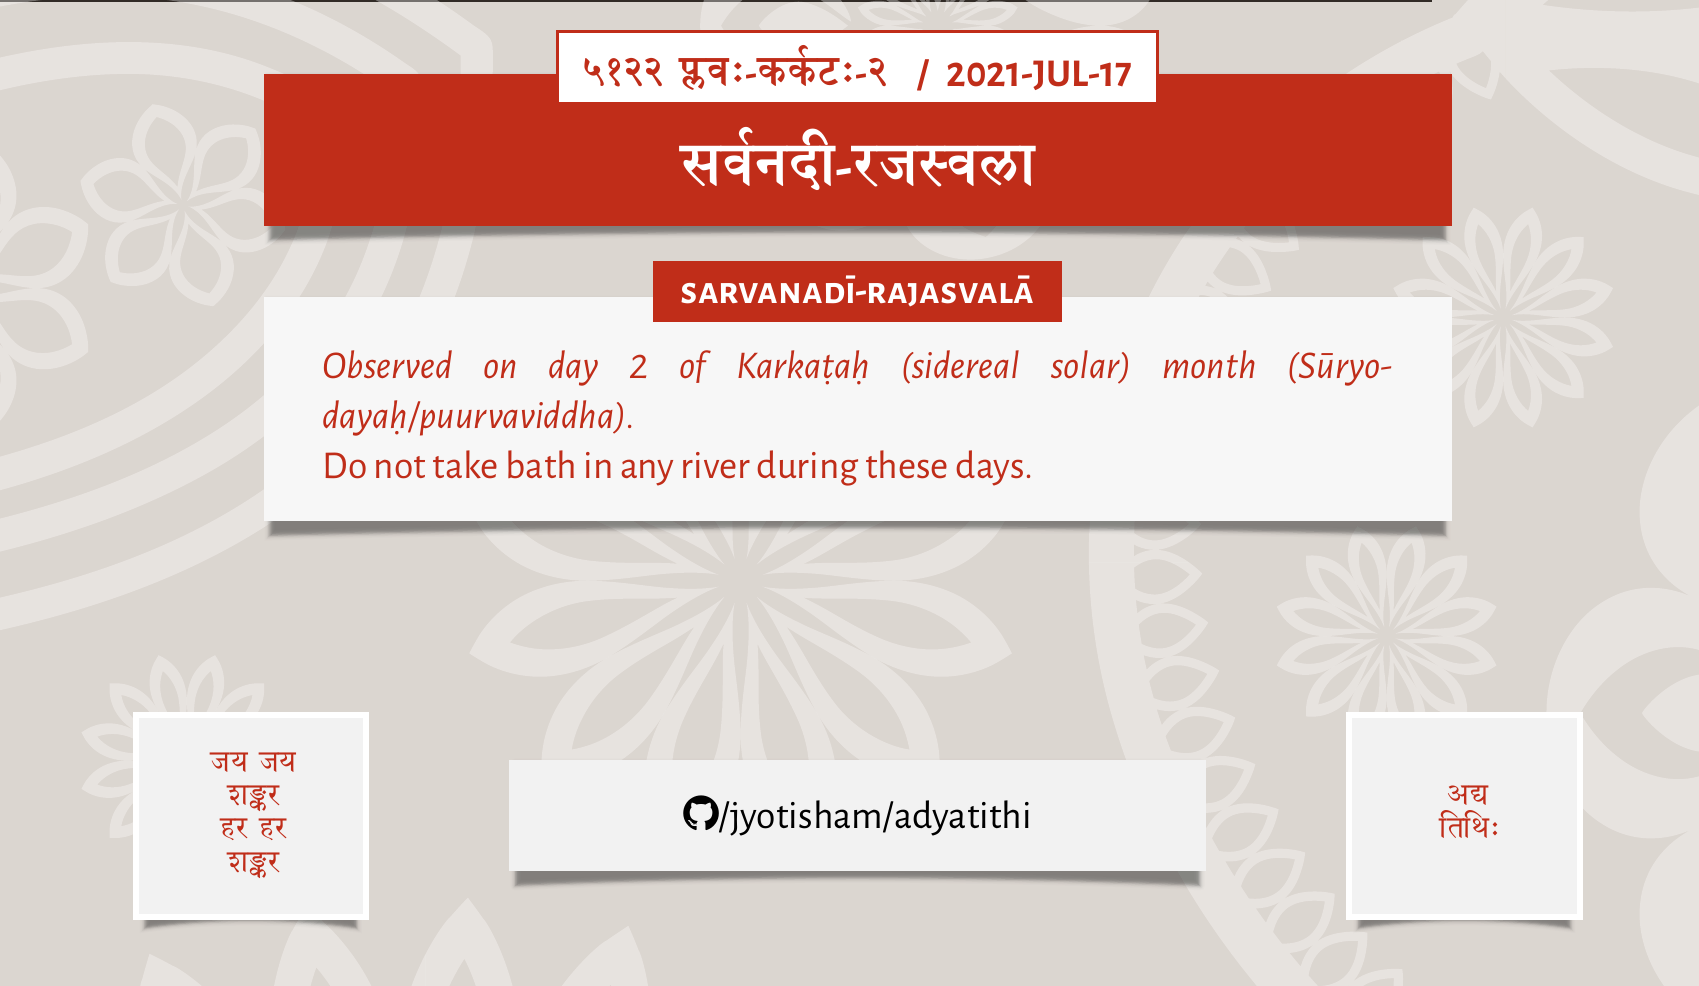 ५१२२ प्लवः-कर्कटः-२ / 2021-JUL-17
सर्वनदी-रजस्वला
SARVANADĪ-RAJASVALĀ
Observed on day 2 of Karkaṭaḥ (sidereal solar) month (Sūryo-
dayaḥ/puurvaviddha).
Do not take bath in any river during these days.
जय जय
शङ्कर
हर हर
शङ्कर
/jyotisham/adyatithi
अद्य
तिथिः